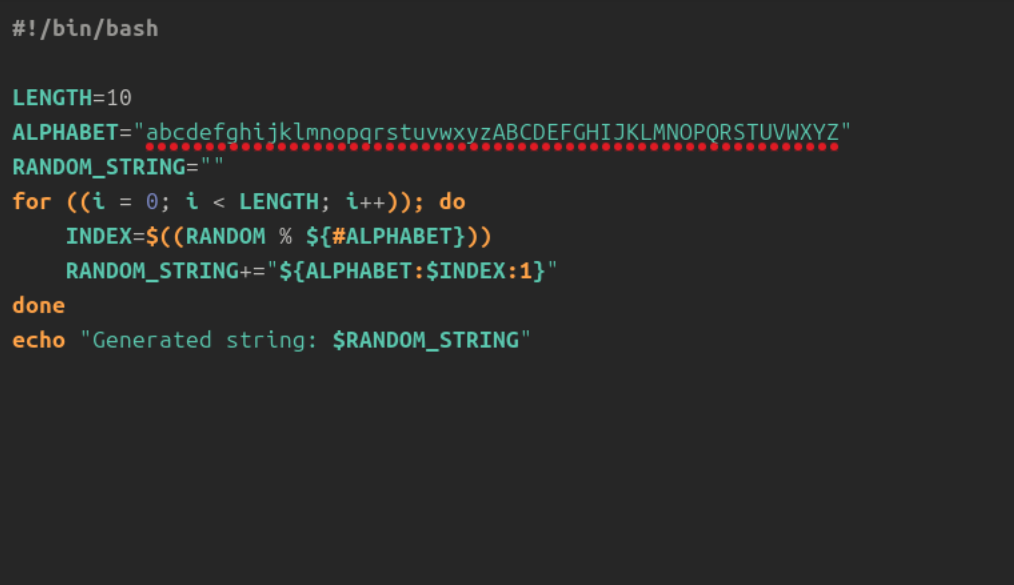 #!/bin/bash
LENGTH=10
ALPHABET="abcdefghijklmnopqrstuvwxyzABCDEFGHIJKLMNOPQRSTUVWXYZ"
RANDOM_STRING=""
for ((i = 0; i < LENGTH; i++)); do
    INDEX=$((RANDOM % ${#ALPHABET}))
    RANDOM_STRING+="${ALPHABET:$INDEX:1}"
done
echo "Generated string: $RANDOM_STRING"